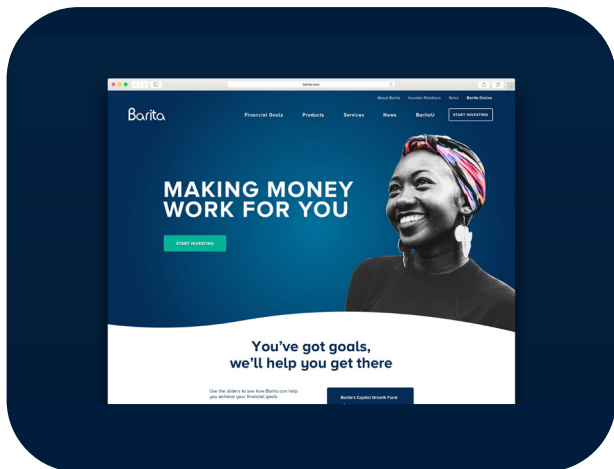 barita.com
About Barita Investor Relations Rates Barita Online
Barita
Financial Goals Products Services News BaritaU START INVESTING
MAKING MONEY
WORK FOR YOU
START INVESTING
You've got goals,
we'll help you get there
Use the sliders to see how Barita can help
you achieve your financial goals
Barita's Capital Growth Fund